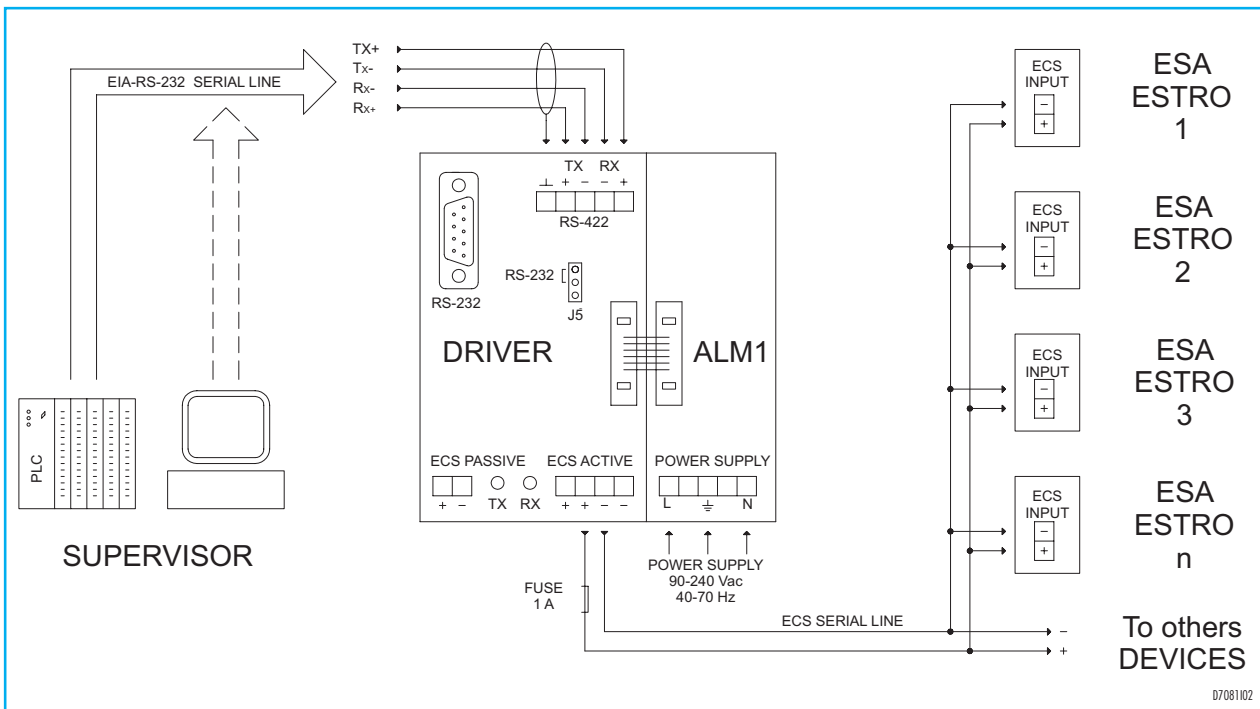 TX+
Tx-
Rx-
Rx+
EIA-RS-232 SERIAL LINE
TX RX
⊥ + − − +
RS-422
RS-232
RS-232
J5
DRIVER
ALM1
ECS PASSIVE
ECS ACTIVE
POWER SUPPLY
+ −
TX RX
+ + − −
L
N
PLC
SUPERVISOR
FUSE
1 A
POWER SUPPLY
90-240 Vac
40-70 Hz
ECS SERIAL LINE
ECS
INPUT
−
+
ESA
ESTRO
1
ECS
INPUT
−
+
ESA
ESTRO
2
ECS
INPUT
−
+
ESA
ESTRO
3
ECS
INPUT
−
+
ESA
ESTRO
n
−
+
To others
DEVICES
D7081I02